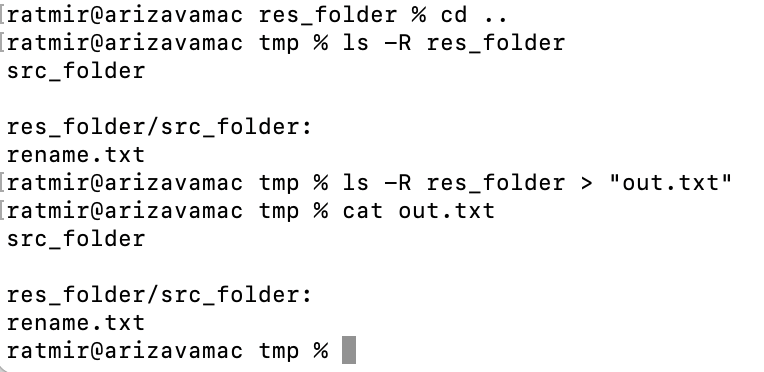 [ratmir@arizavamac res_folder % cd ..
[ratmir@arizavamac tmp % ls -R res_folder
src_folder

res_folder/src_folder:
rename.txt
[ratmir@arizavamac tmp % ls -R res_folder > "out.txt"
[ratmir@arizavamac tmp % cat out.txt
src_folder

res_folder/src_folder:
rename.txt
ratmir@arizavamac tmp %